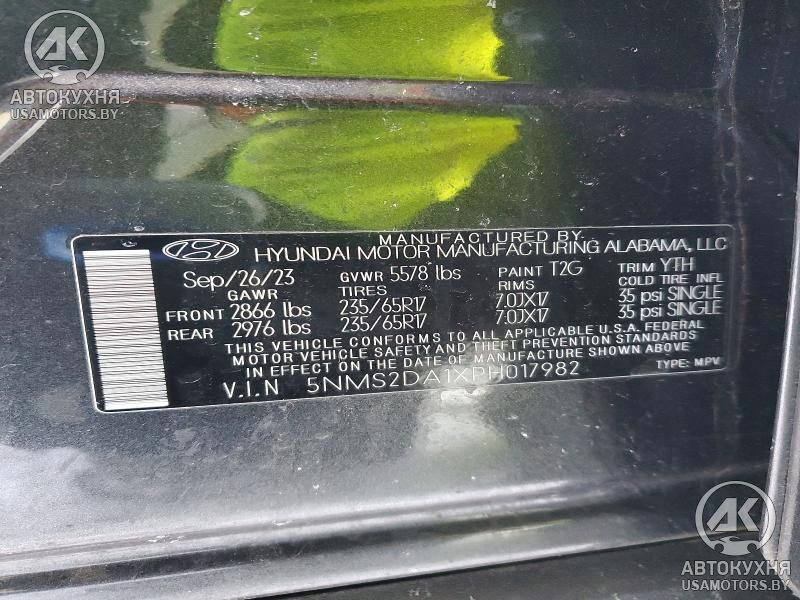 АК
АВТОКУХНЯ
USAMOTORS.BY
MANUFACTURED BY
HYUNDAI MOTOR MANUFACTURING ALABAMA, LLC
Sep/26/23 GVWR 5578 lbs PAINT T2G TRIM YTH
GAWR TIRES RIMS COLD TIRE INFL
FRONT 2866 lbs 235/65R17 7.0JX17 35 psi SINGLE
REAR 2976 lbs 235/65R17 7.0JX17 35 psi SINGLE
THIS VEHICLE CONFORMS TO ALL APPLICABLE U.S.A. FEDERAL
MOTOR VEHICLE SAFETY AND THEFT PREVENTION STANDARDS
IN EFFECT ON THE DATE OF MANUFACTURE SHOWN ABOVE
V.I.N 5NMS2DA1XPH017982 TYPE: MPV
АК
АВТОКУХНЯ
USAMOTORS.BY